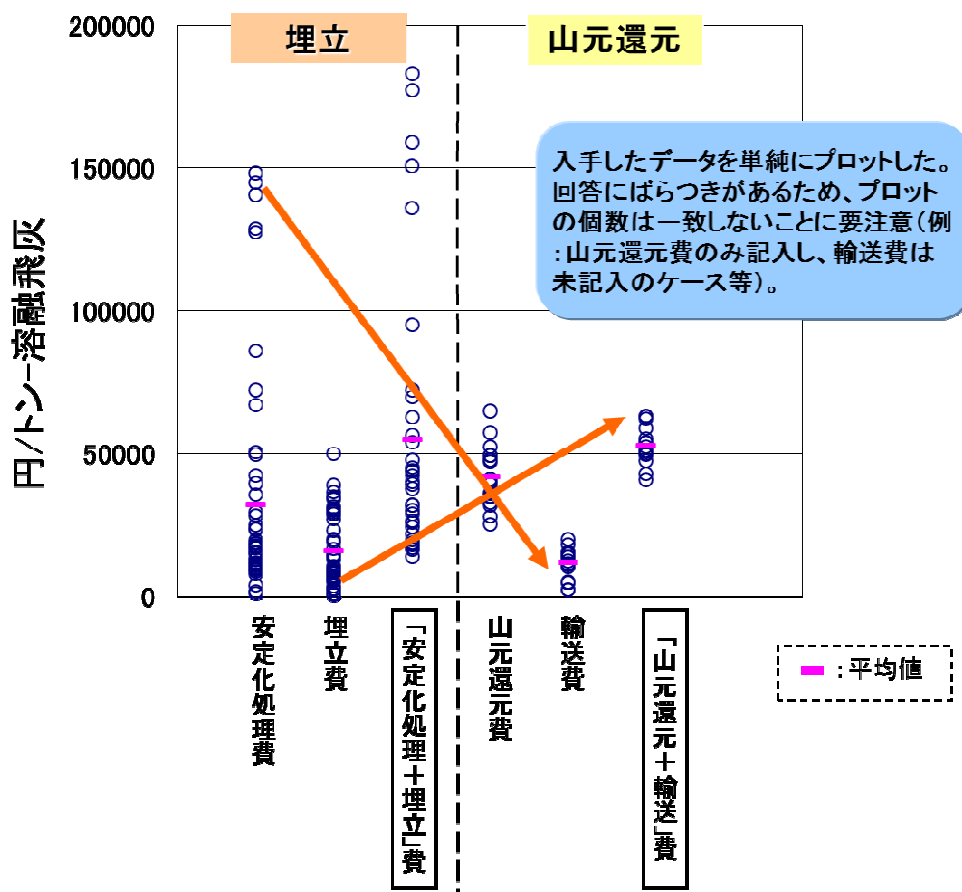 埋立
山元還元
入手したデータを単純にプロットした。
回答にばらつきがあるため、プロット
の個数は一致しないことに要注意(例
:山元還元費のみ記入し、輸送費は
未記入のケース等)。
円/トン-溶融飛灰
200000
150000
100000
50000
0
安定化処理費
埋立費
「安定化処理+埋立」費
山元還元費
輸送費
「山元還元+輸送」費
:平均値